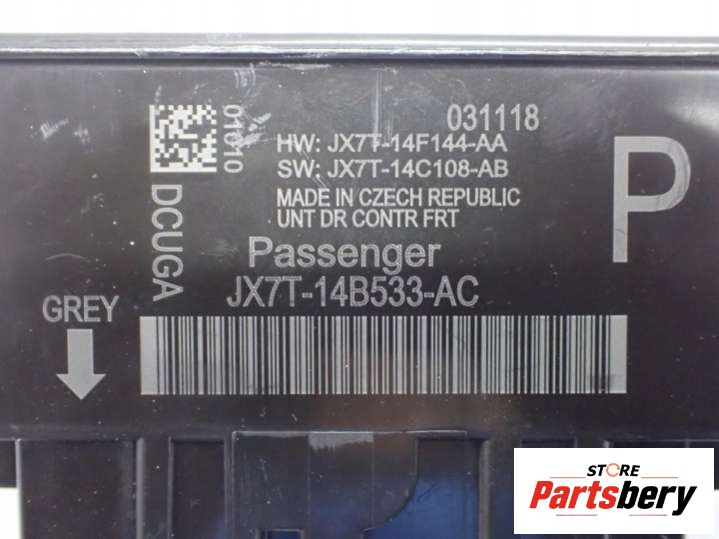 031118
01010
HW: JX7T-14F144-AA
SW: JX7T-14C108-AB
MADE IN CZECH REPUBLIC
UNT DR CONTR FRT
P
DCUGA
Passenger
JX7T-14B533-AC
GREY
STORE
Partsbery